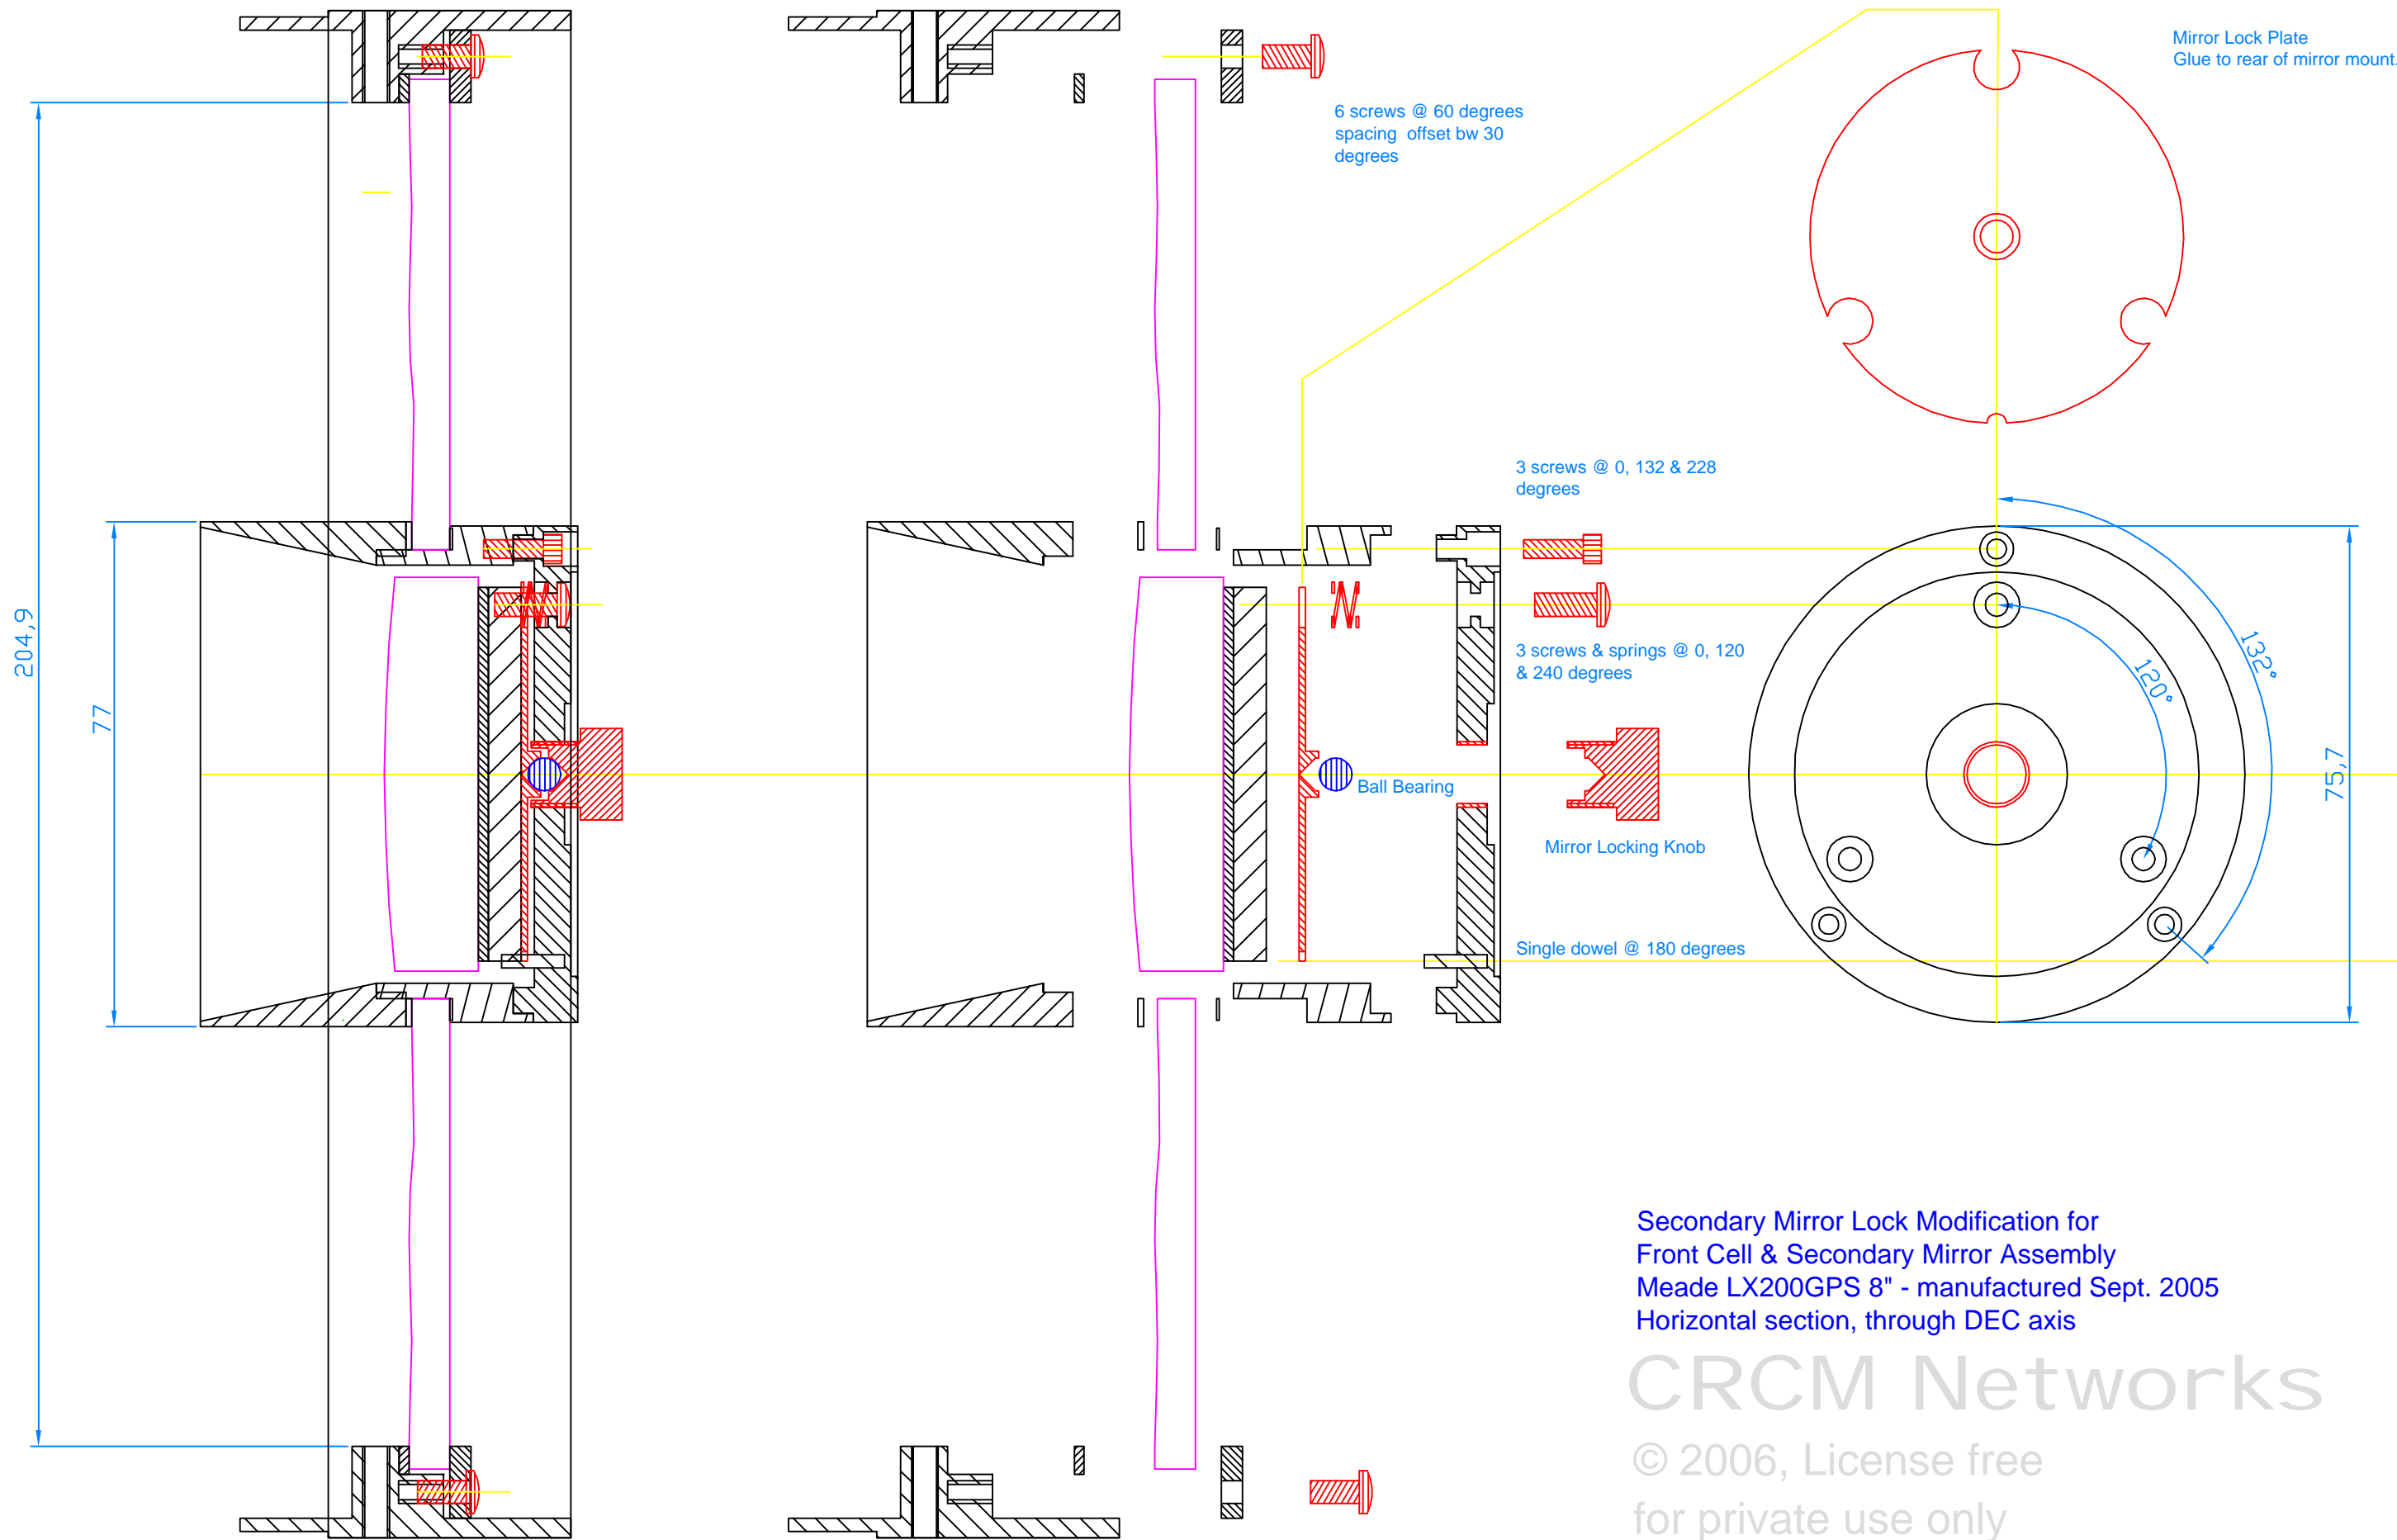 Mirror Lock Plate
Glue to rear of mirror mount.
6 screws @ 60 degrees
spacing  offset bw 30
degrees
3 screws @ 0, 132 & 228
degrees
204,9
77
3 screws & springs @ 0, 120
& 240 degrees
132°
120°
75,7
Ball Bearing
Mirror Locking Knob
Single dowel @ 180 degrees
Secondary Mirror Lock Modification for
Front Cell & Secondary Mirror Assembly
Meade LX200GPS 8" - manufactured Sept. 2005
Horizontal section, through DEC axis
CRCM Networks
© 2006, License free
for private use only